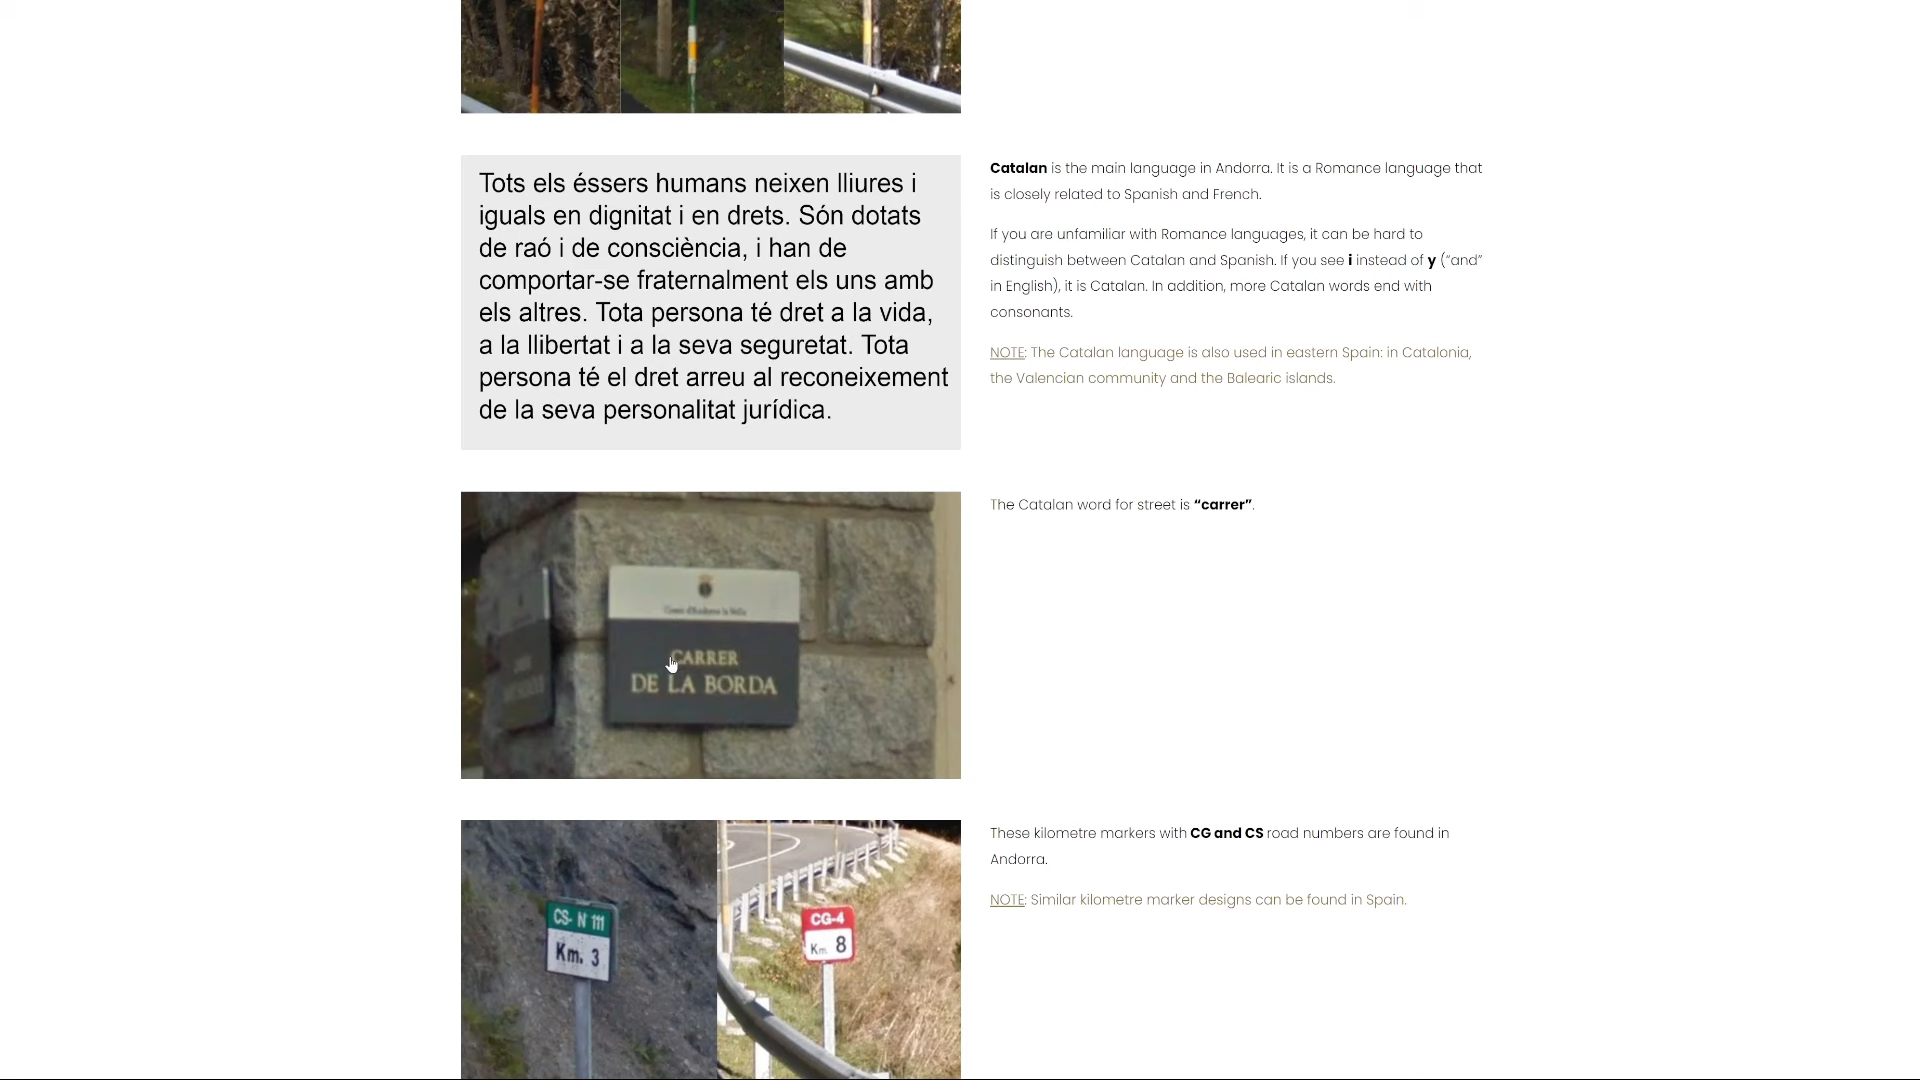 Tots els éssers humans neixen lliures i
iguals en dignitat i en drets. Són dotats
de raó i de consciència, i han de
comportar-se fraternalment els uns amb
els altres. Tota persona té dret a la vida,
a la llibertat i a la seva seguretat. Tota
persona té el dret arreu al reconeixement
de la seva personalitat jurídica.
Catalan is the main language in Andorra. It is a Romance language that
is closely related to Spanish and French.
If you are unfamiliar with Romance languages, it can be hard to
distinguish between Catalan and Spanish. If you see i instead of y (“and”
in English), it is Catalan. In addition, more Catalan words end with
consonants.
NOTE: The Catalan language is also used in eastern Spain: in Catalonia,
the Valencian community and the Balearic islands.
CARRER
DE LA BORDA
The Catalan word for street is “carrer”.
CS- N 111
Km. 3
CG-4
Km. 8
These kilometre markers with CG and CS road numbers are found in
Andorra.
NOTE: Similar kilometre marker designs can be found in Spain.